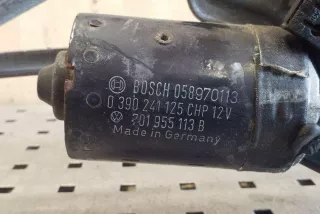 BOSCH 058970113
0 390 241 125 CHP 12V
701 955 113 B
Made in Germany